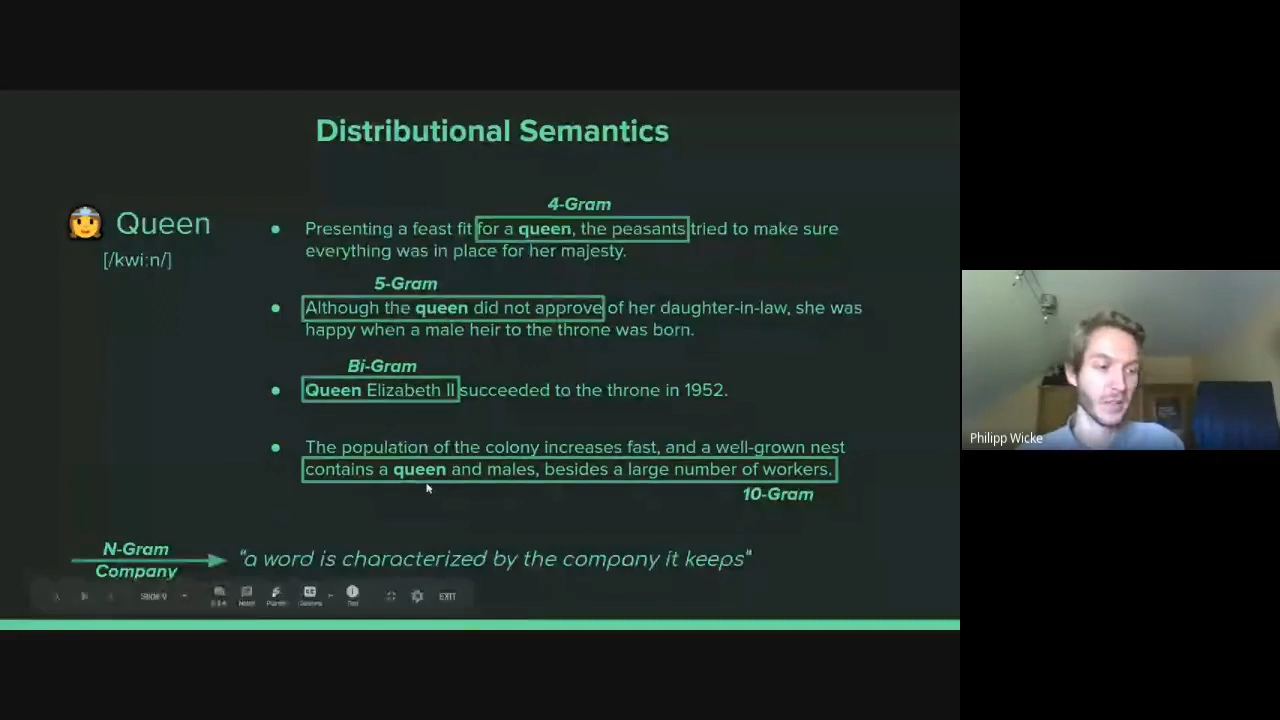 Distributional Semantics
Queen
[/kwi:n/]
4-Gram
Presenting a feast fit for a queen, the peasants tried to make sure
everything was in place for her majesty.
5-Gram
Although the queen did not approve of her daughter-in-law, she was
happy when a male heir to the throne was born.
Bi-Gram
Queen Elizabeth II succeeded to the throne in 1952.
The population of the colony increases fast, and a well-grown nest
contains a queen and males, besides a large number of workers.
10-Gram
N-Gram
Company
"a word is characterized by the company it keeps"
EXIT
Philipp Wicke